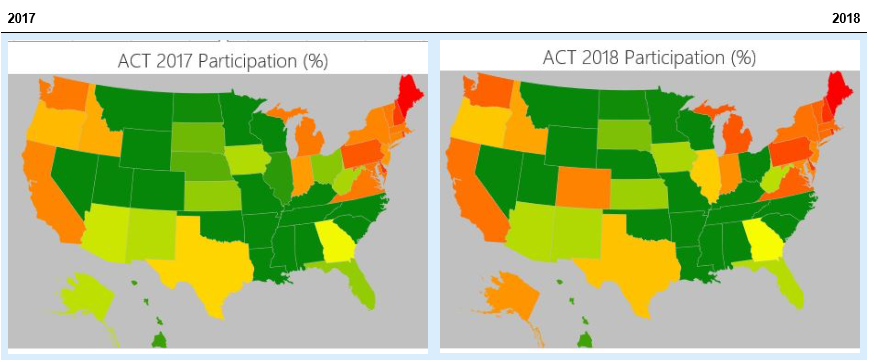 2017
2018
ACT 2017 Participation (%)
ACT 2018 Participation (%)